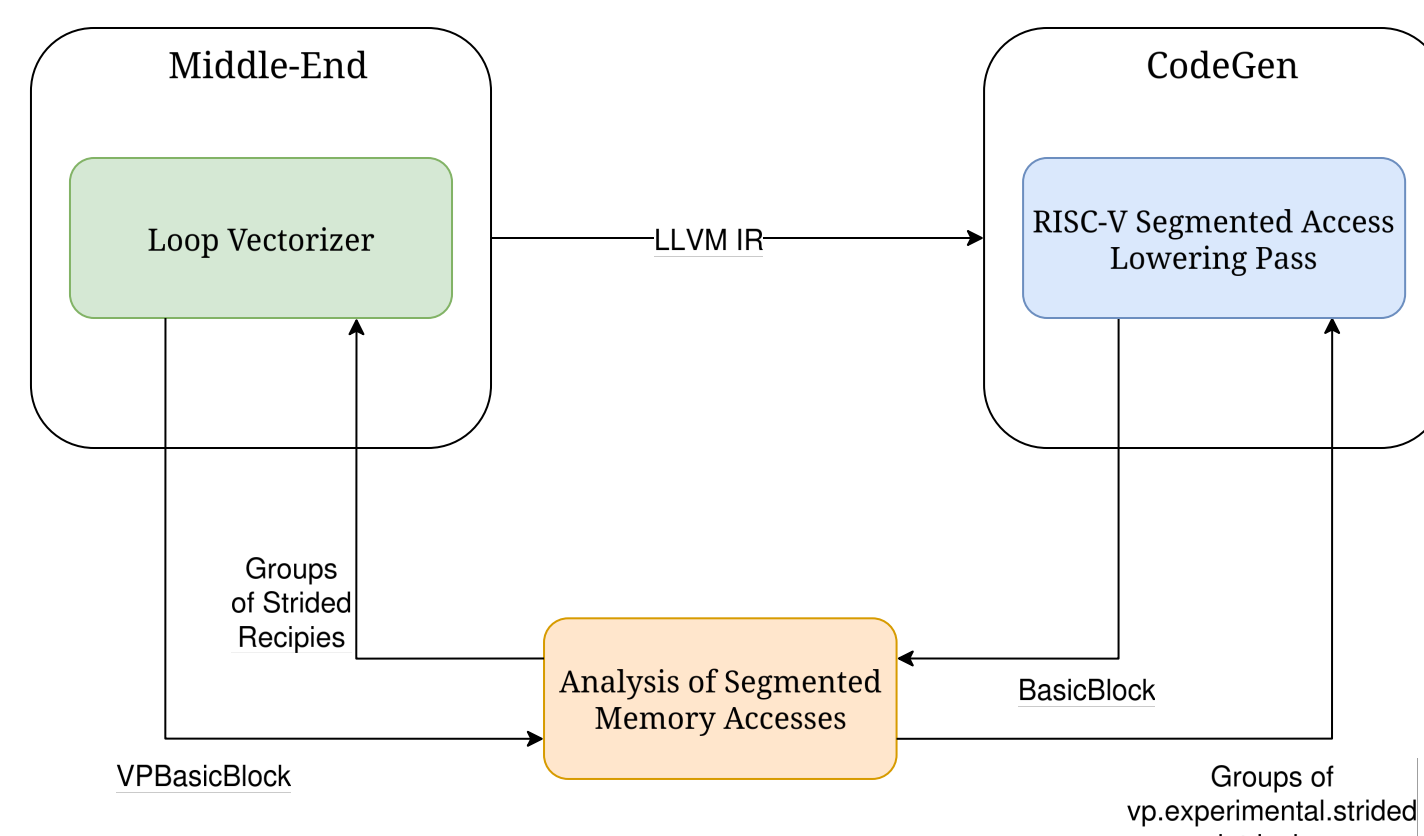 Middle-End
CodeGen
Loop Vectorizer
LLVM IR
RISC-V Segmented Access
Lowering Pass
Groups
of Strided
Recipies
Analysis of Segmented
Memory Accesses
BasicBlock
VPBasicBlock
Groups of
vp.experimental.strided